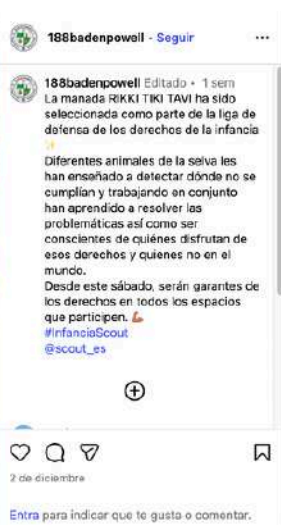 188badenpowell • Seguir
188badenpowell Editado • 1 sem
La manada RIKKI TIKI TAVI ha sido
seleccionada como parte de la liga de
defensa de los derechos de la infancia
✨
Diferentes animales de la selva les
han enseñado a detectar dónde no se
cumplían y trabajando en conjunto
han aprendido a resolver las
problemáticas así como ser
conscientes de quiénes disfrutan de
esos derechos y quienes no en el
mundo.
Desde este sábado, serán garantes de
los derechos en todos los espacios
que participen. 💪🏽
#InfanciaScout
@scout_es
2 de diciembre
Entra para indicar que te gusta o comentar.